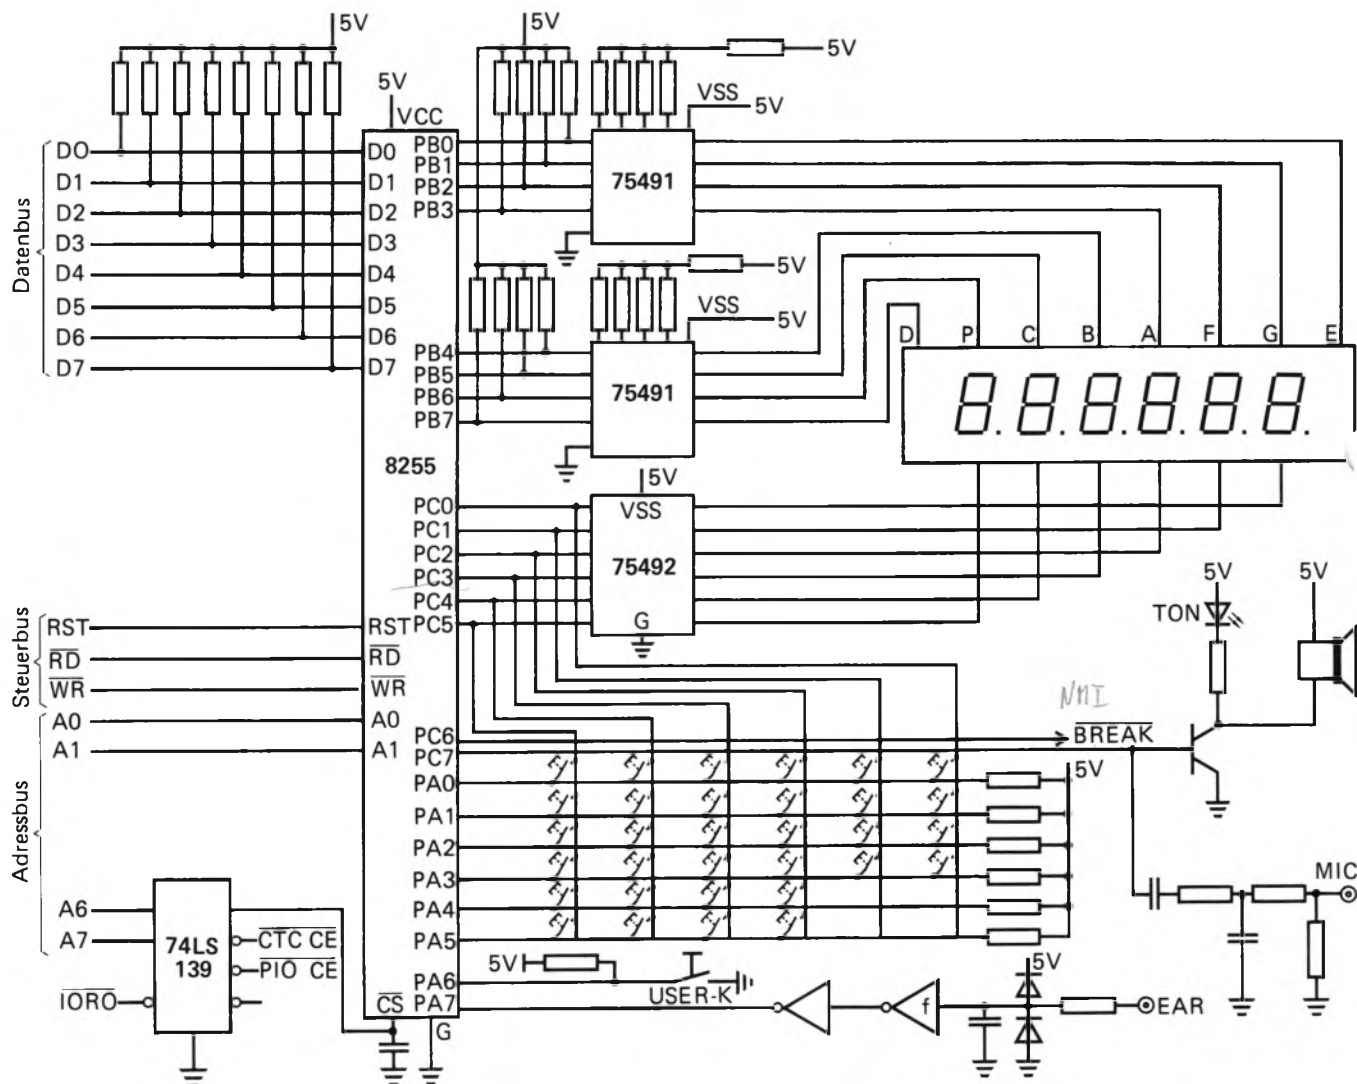 5V
5V
5V
5V
VCC
VSS
5V
Datenbus
D0
D1
D2
D3
D4
D5
D6
D7
D0
D1
D2
D3
D4
D5
D6
D7
PB0
PB1
PB2
PB3
75491
5V
VSS
5V
PB4
PB5
PB6
PB7
75491
8255
D P C B A F G E
8.8.8.8.8.8.
5V
PC0
PC1
PC2
PC3
PC4
PC5
VSS
75492
G
Steuerbus
RST
RD
WR
RST
RD
WR
Adressbus
A0
A1
A0
A1
PC6
PC7
PA0
PA1
PA2
PA3
PA4
PA5
PA6
PA7
NMI
BREAK
5V
TON
5V
5V
MIC
A6
A7
IORQ
74LS
139
CTC CE
PIO CE
CS
G
5V
USER-K
f
5V
EAR